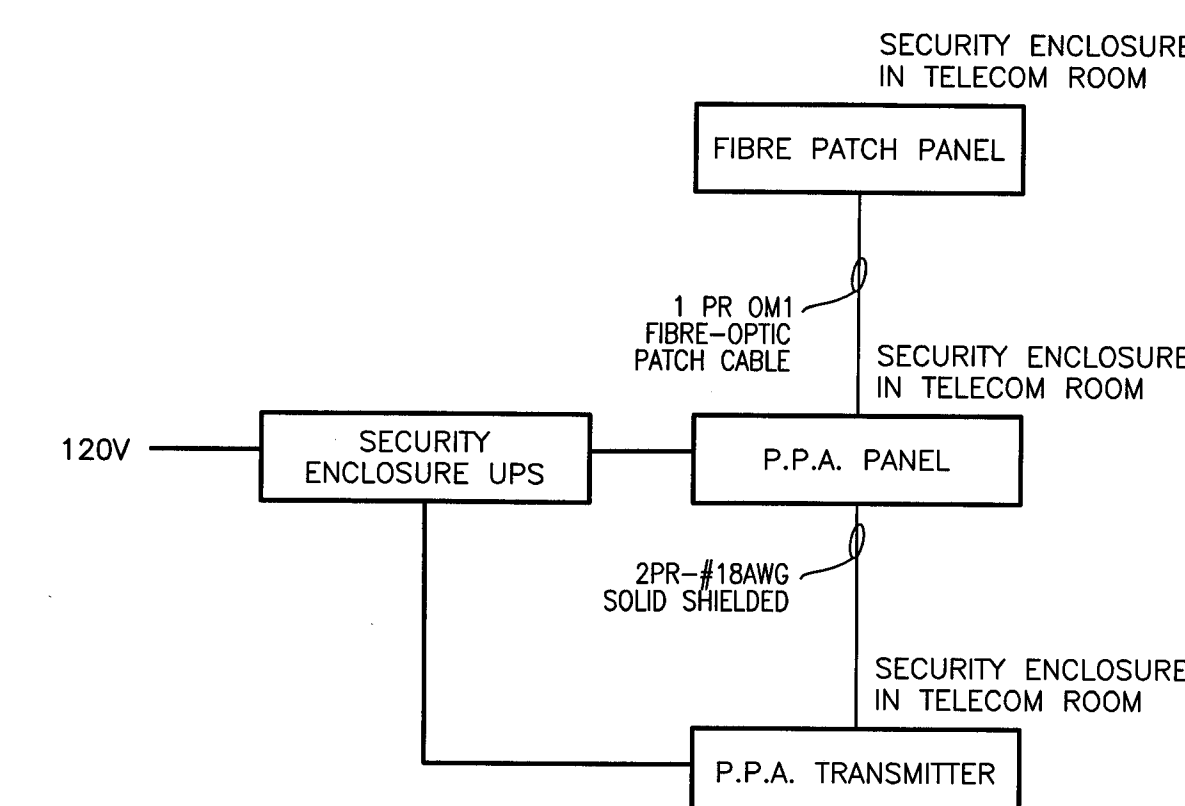 SECURITY ENCLOSURE
IN TELECOM ROOM
FIBRE PATCH PANEL
1 PR OM1
FIBRE-OPTIC
PATCH CABLE
SECURITY ENCLOSURE
IN TELECOM ROOM
120V
SECURITY
ENCLOSURE UPS
P.P.A. PANEL
2PR-#18AWG
SOLID SHIELDED
SECURITY ENCLOSURE
IN TELECOM ROOM
P.P.A. TRANSMITTER